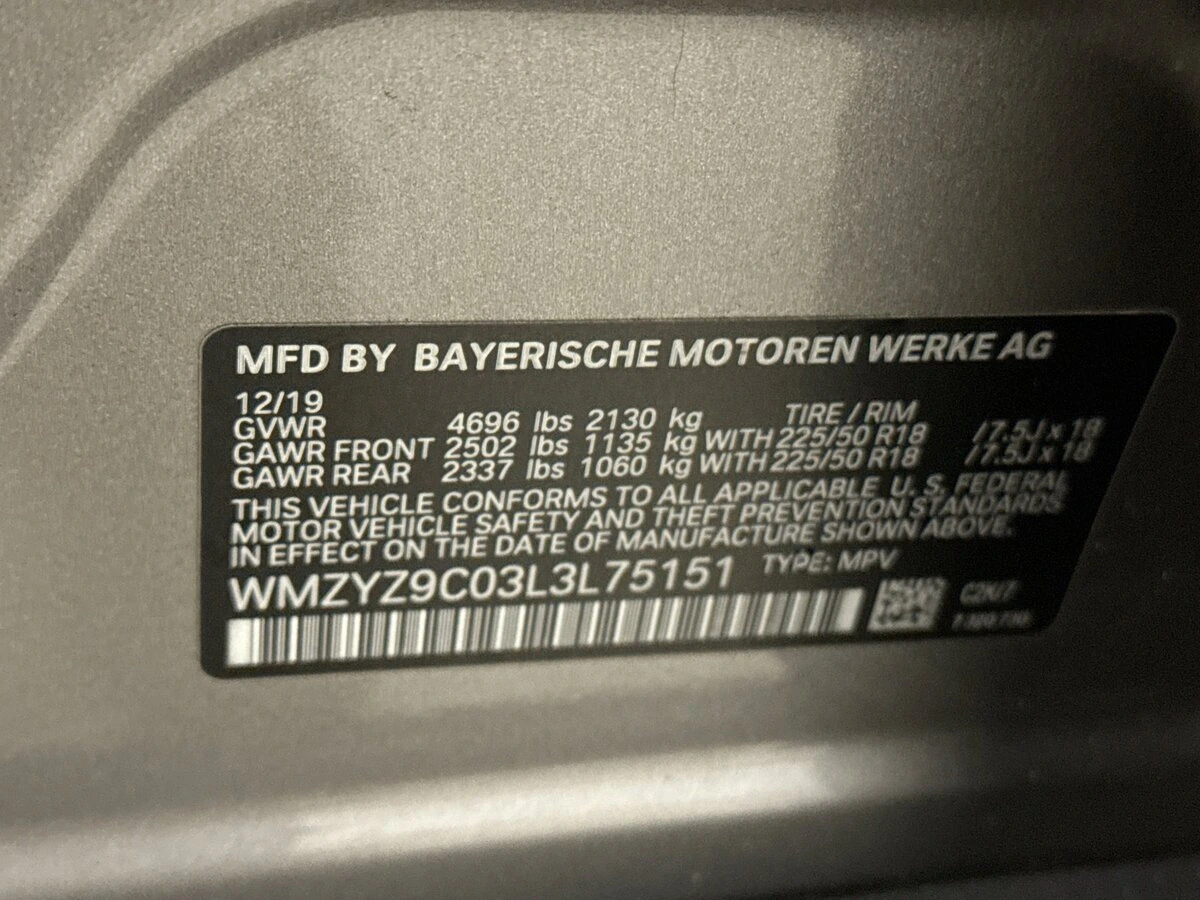 MFD BY BAYERISCHE MOTOREN WERKE AG
12/19
GVWR 4696 lbs 2130 kg TIRE / RIM
GAWR FRONT 2502 lbs 1135 kg WITH 225/50 R18 /7.5J x 18
GAWR REAR 2337 lbs 1060 kg WITH 225/50 R18 /7.5J x 18
THIS VEHICLE CONFORMS TO ALL APPLICABLE U. S. FEDERAL
MOTOR VEHICLE SAFETY AND THEFT PREVENTION STANDARDS
IN EFFECT ON THE DATE OF MANUFACTURE SHOWN ABOVE.
WMZYZ9C03L3L75151 TYPE: MPV